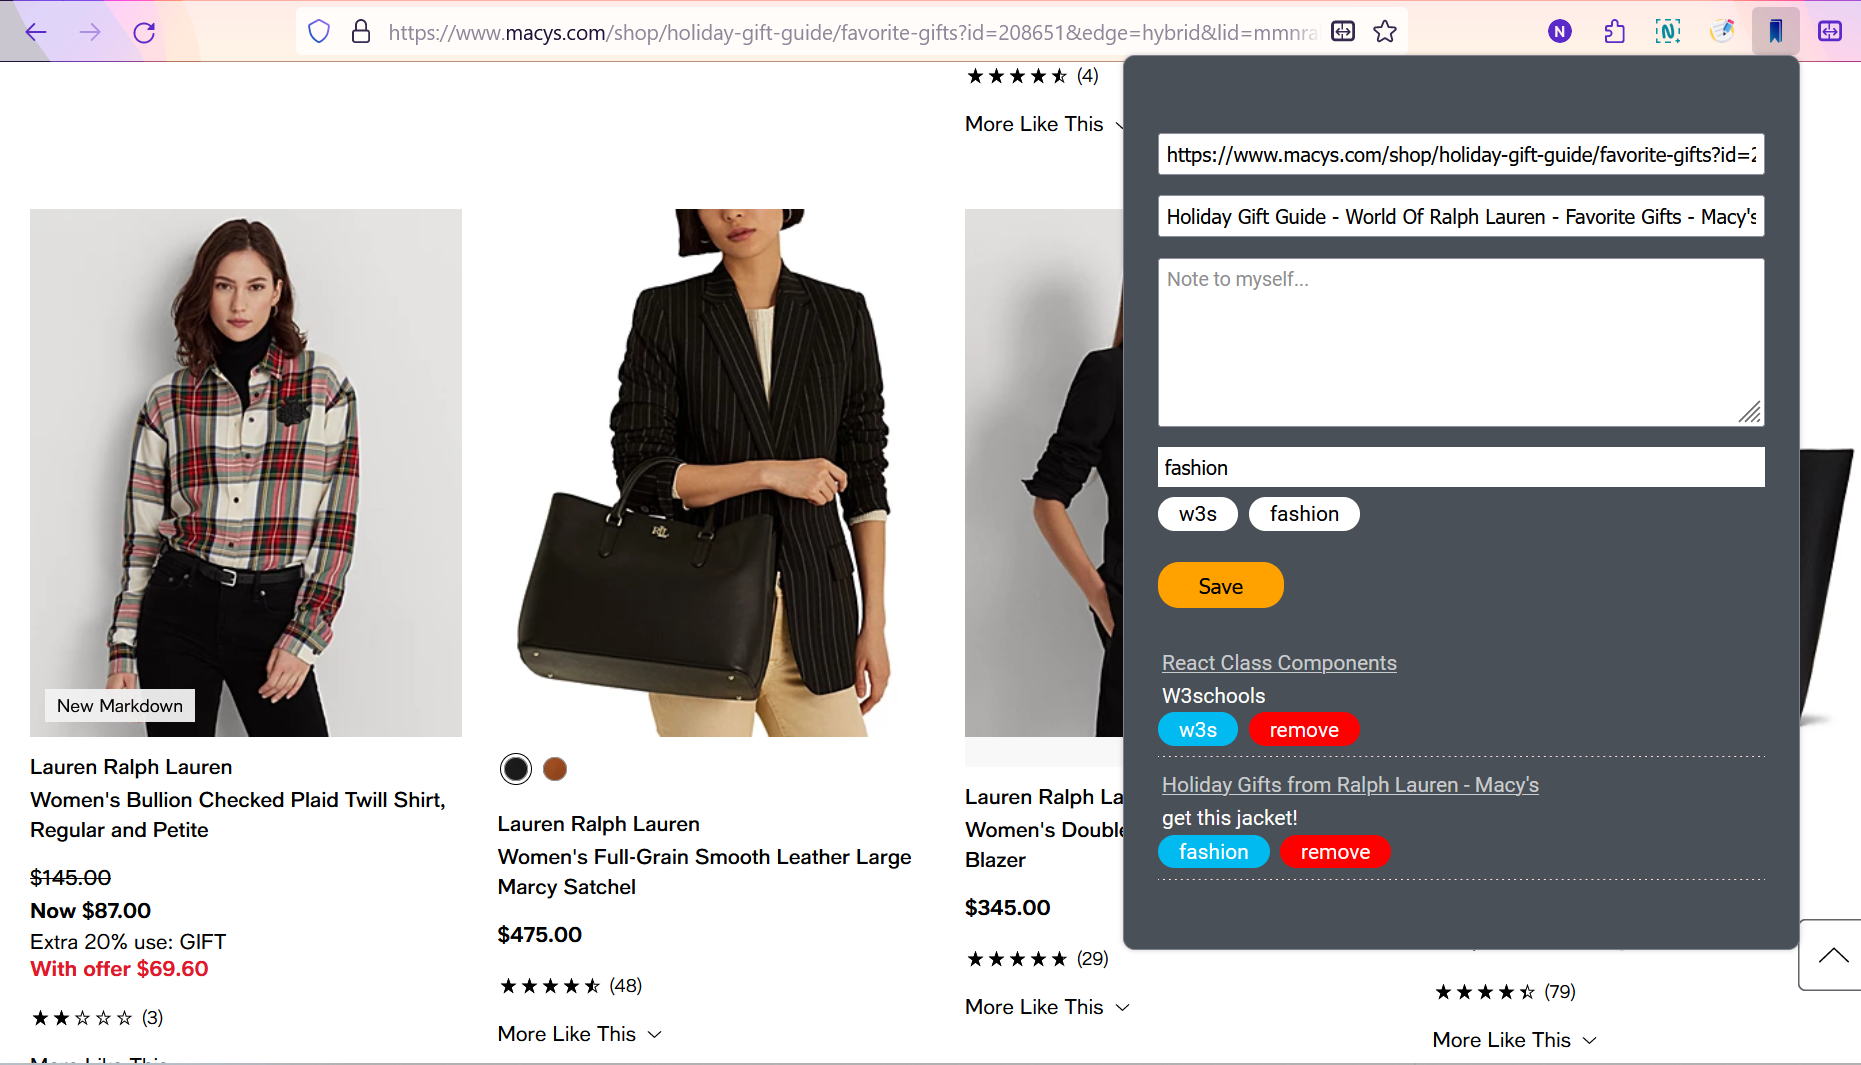 https://www.macys.com/shop/holiday-gift-guide/favorite-gifts?id=208651&edge=hybrid&lid=mmnra
N
N
(4)
More Like This
New Markdown
Lauren Ralph Lauren
Women's Bullion Checked Plaid Twill Shirt,
Regular and Petite
$145.00
Now $87.00
Extra 20% use: GIFT
With offer $69.60
(3)
More Like This
RLL
Lauren Ralph Lauren
Women's Full-Grain Smooth Leather Large
Marcy Satchel
$475.00
(48)
More Like This
Lauren Ralph La
Women's Double
Blazer
$345.00
(29)
More Like This
(79)
More Like This
https://www.macys.com/shop/holiday-gift-guide/favorite-gifts?id=2
Holiday Gift Guide - World Of Ralph Lauren - Favorite Gifts - Macy's
Note to myself...
fashion
w3s fashion
Save
React Class Components
W3schools
w3s remove
Holiday Gifts from Ralph Lauren - Macy's
get this jacket!
fashion remove